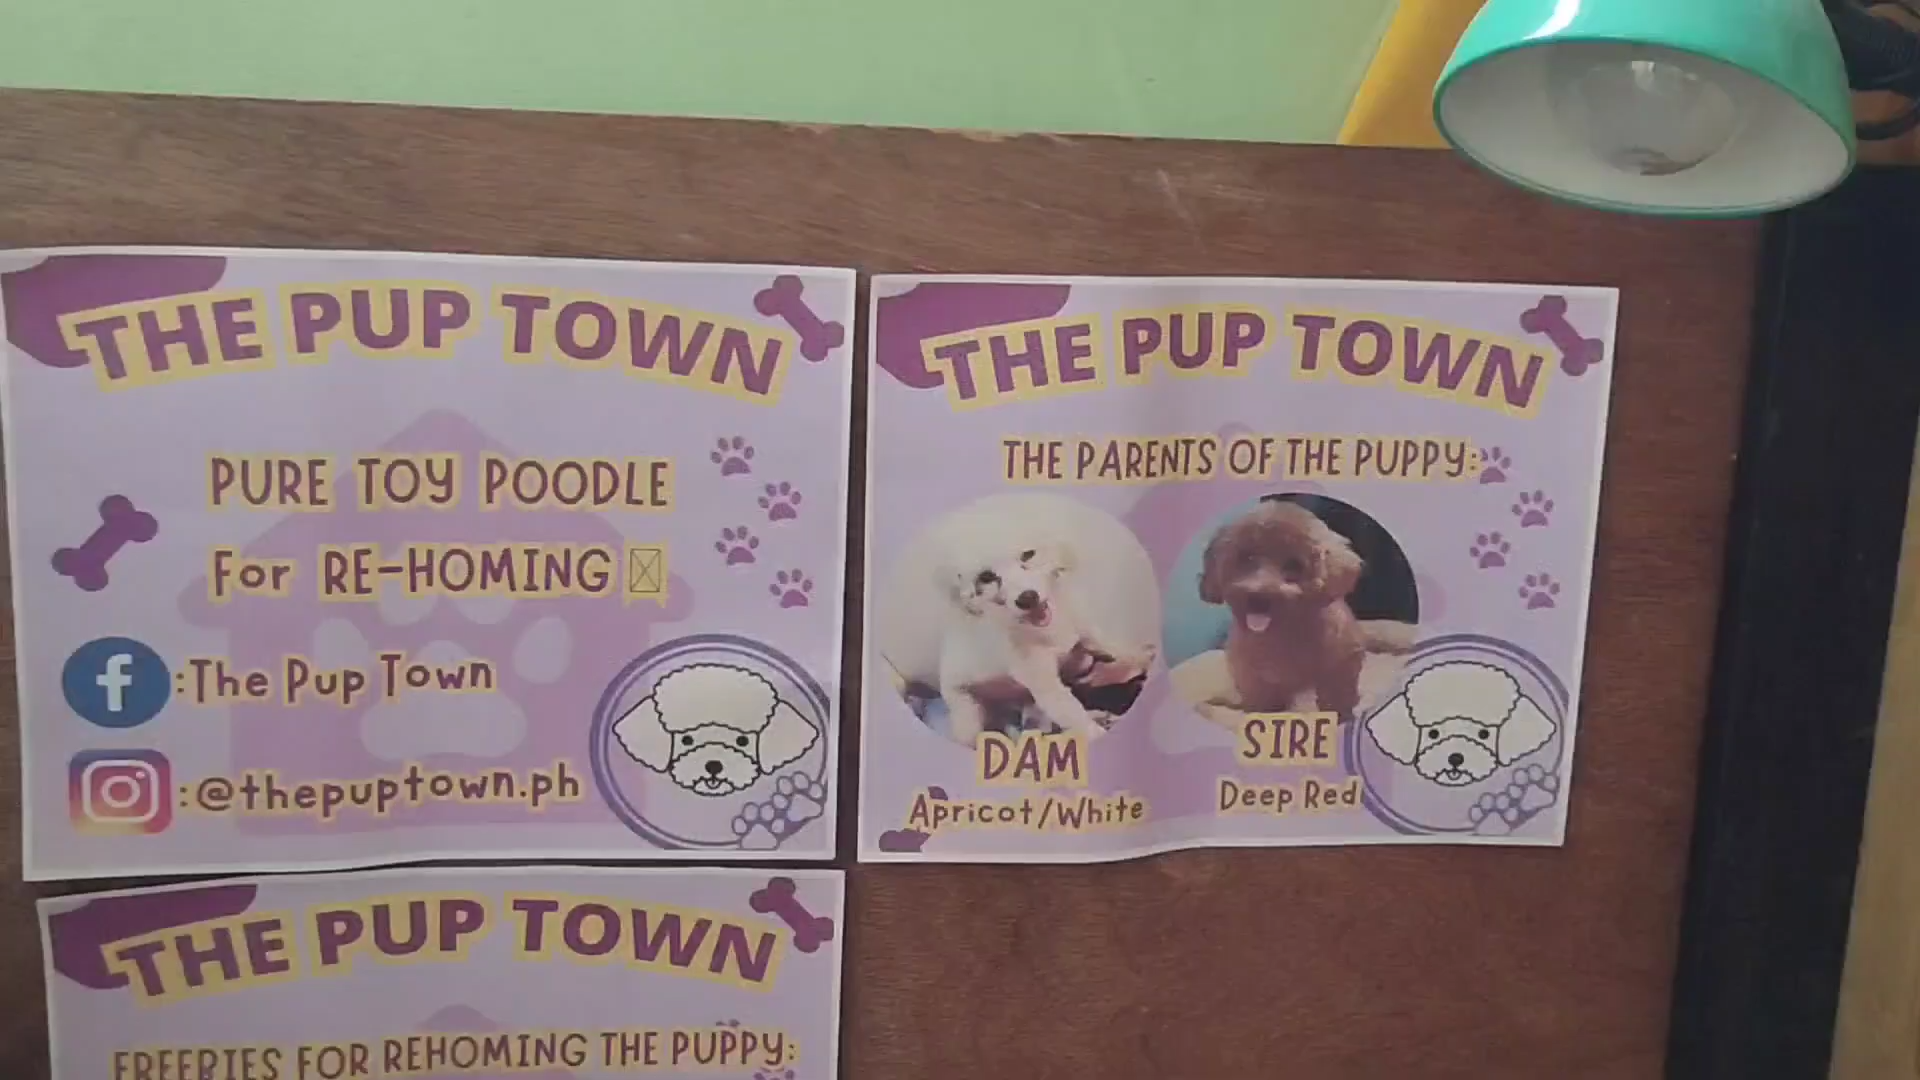 THE PUP TOWN
PURE TOY POODLE
For RE-HOMING
:The Pup Town
:@thepuptown.ph
THE PUP TOWN
THE PARENTS OF THE PUPPY:
DAM
Apricot/White
SIRE
Deep Red
THE PUP TOWN
FREEBIES FOR REHOMING THE PUPPY: